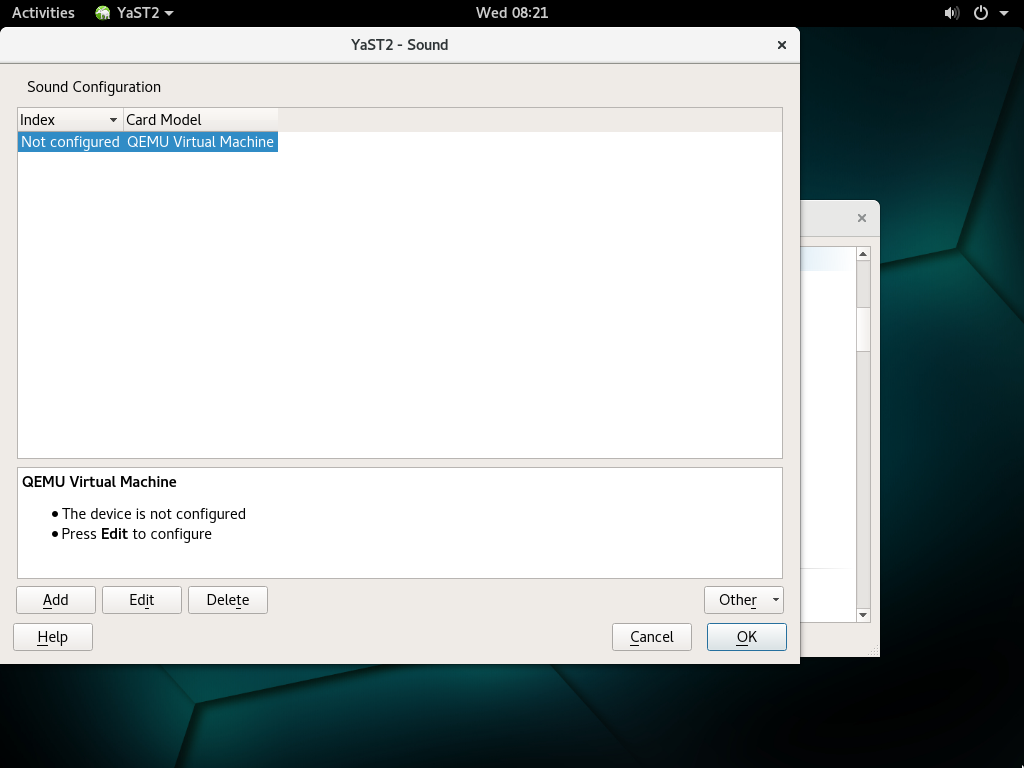 Activities YaST2 Wed 08:21
YaST2 - Sound
Sound Configuration
Index Card Model
Not configured QEMU Virtual Machine
QEMU Virtual Machine
The device is not configured
Press Edit to configure
Add Edit Delete Other
Help Cancel OK